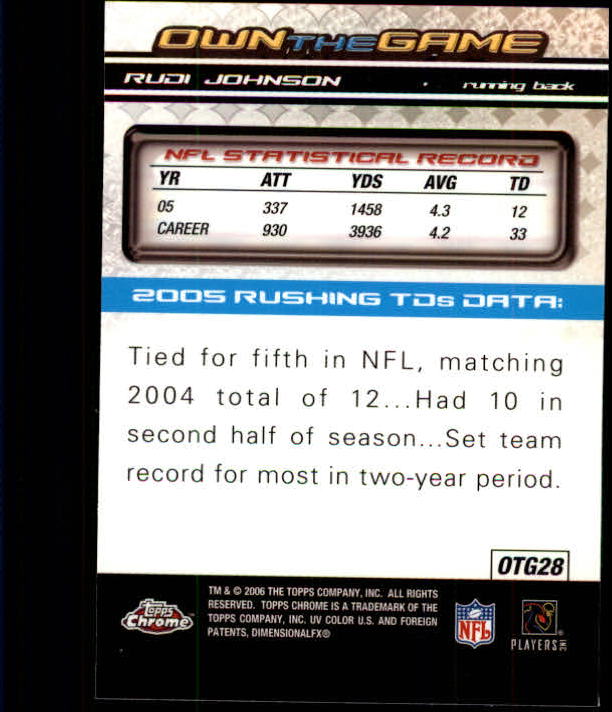 OWN THE GAME
RUDI JOHNSON · running back
NFL STATISTICAL RECORD
YR ATT YDS AVG TD
05 337 1458 4.3 12
CAREER 930 3936 4.2 33
2005 RUSHING TDs DATA:
Tied for fifth in NFL, matching
2004 total of 12...Had 10 in
second half of season...Set team
record for most in two-year period.
OTG28
TM & © 2006 THE TOPPS COMPANY, INC. ALL RIGHTS
RESERVED. TOPPS CHROME IS A TRADEMARK OF THE
TOPPS COMPANY, INC. UV COLOR U.S. AND FOREIGN
PATENTS, DIMENSIONALFX®
Topps
Chrome
NFL
PLAYERS INC